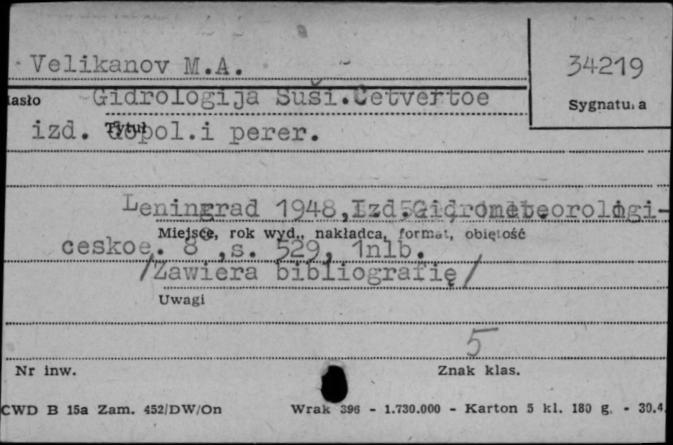 Velikanov M.A.
34219
Hasło
Gidrologija Suši.Četvertoe
Sygnatura
izd. dopol.i perer.
Tytuł
Leningrad 1948,Izd.Gidrometeorologi-
Miejsce, rok wyd., nakładca, format, objętość
ceskoe. 8°,s. 529, 1nlb.
/Zawiera bibliografię/
Uwagi
5
Nr inw.
Znak klas.
CWD B 15a Zam. 452/DW/On
Wrak 396 - 1.730.000 - Karton 5 kl. 180 g. - 30.4